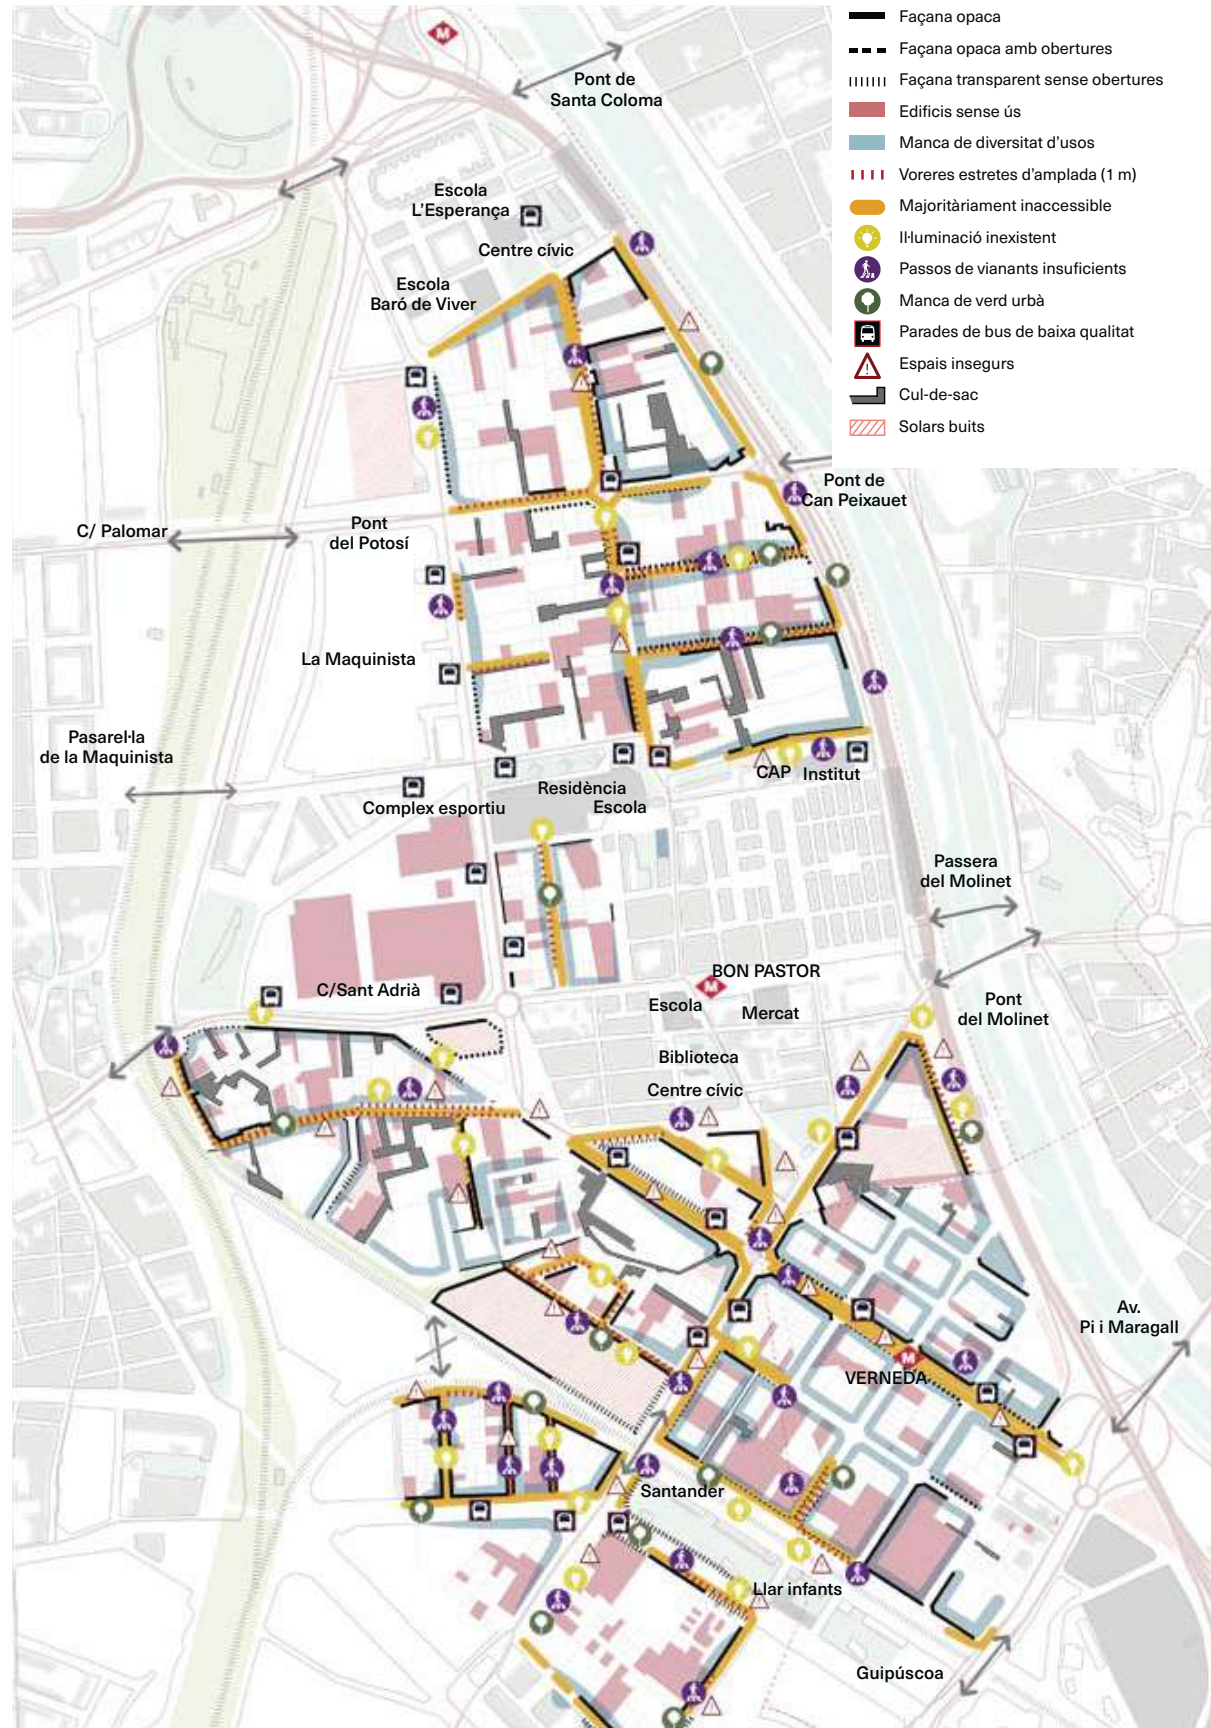 Façana opaca
Façana opaca amb obertures
Façana transparent sense obertures
Edificis sense ús
Manca de diversitat d'usos
Voreres estretes d'amplada (1 m)
Majoritàriament inaccessible
Il·luminació inexistent
Passos de vianants insuficients
Manca de verd urbà
Parades de bus de baixa qualitat
Espais insegurs
Cul-de-sac
Solars buits
M
Pont de
Santa Coloma
Escola
L'Esperança
Centre cívic
Escola
Baró de Viver
Pont de
Can Peixauet
C/ Palomar
Pont
del Potosí
La Maquinista
Pasarel·la
de la Maquinista
CAP
Institut
Residència
Escola
Complex esportiu
Passera
del Molinet
BON PASTOR
M
C/Sant Adrià
Escola
Mercat
Pont
del Molinet
Biblioteca
Centre cívic
Av.
Pi i Maragall
M
VERNEDA
Santander
Llar infants
Guipúscoa